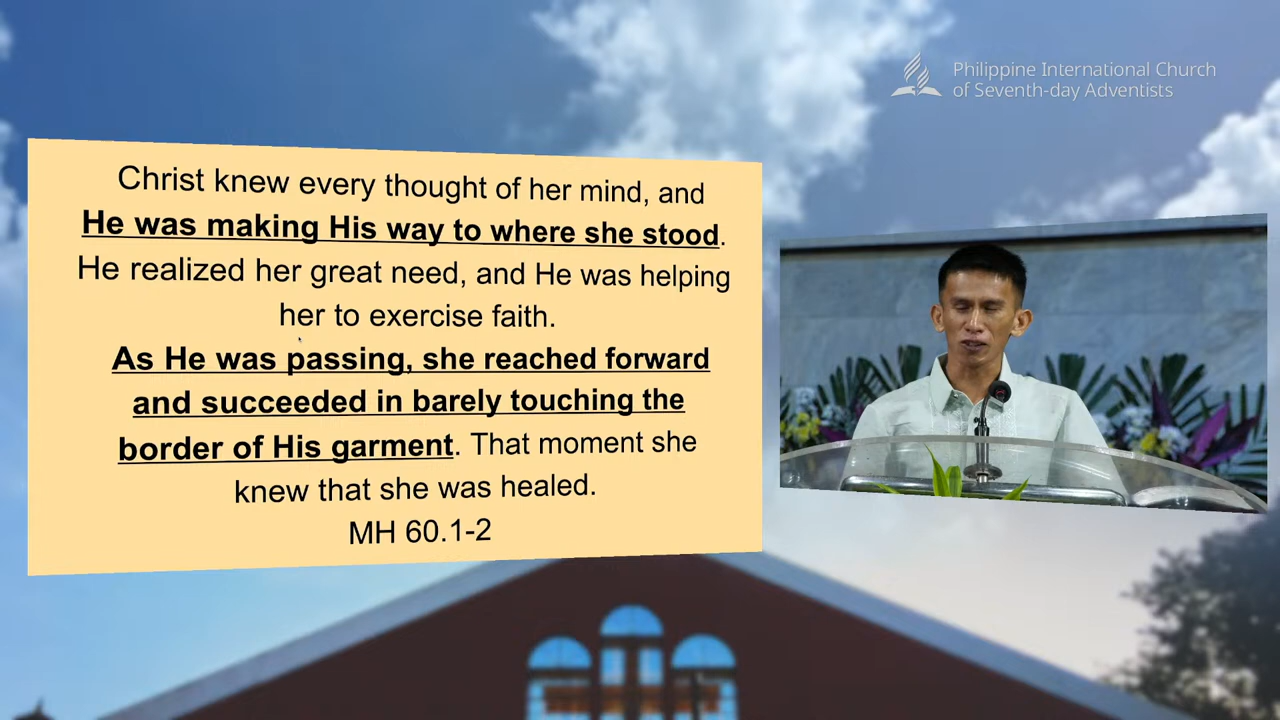 Philippine International Church
of Seventh-day Adventists
Christ knew every thought of her mind, and
He was making His way to where she stood.
He realized her great need, and He was helping
her to exercise faith.
As He was passing, she reached forward
and succeeded in barely touching the
border of His garment. That moment she
knew that she was healed.
MH 60.1-2